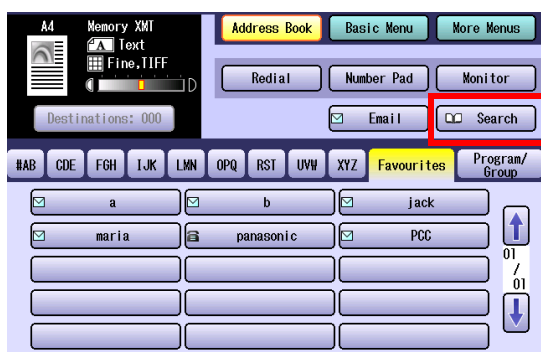 A4 Memory XMT
A Text
Fine,TIFF
D
Destinations: 000
Address Book Basic Menu More Menus
Redial Number Pad Monitor
Email Search
#AB CDE FGH IJK LMN OPQ RST UVW XYZ Favourites Program/
Group
a b jack
maria panasonic PCC
01
/
01